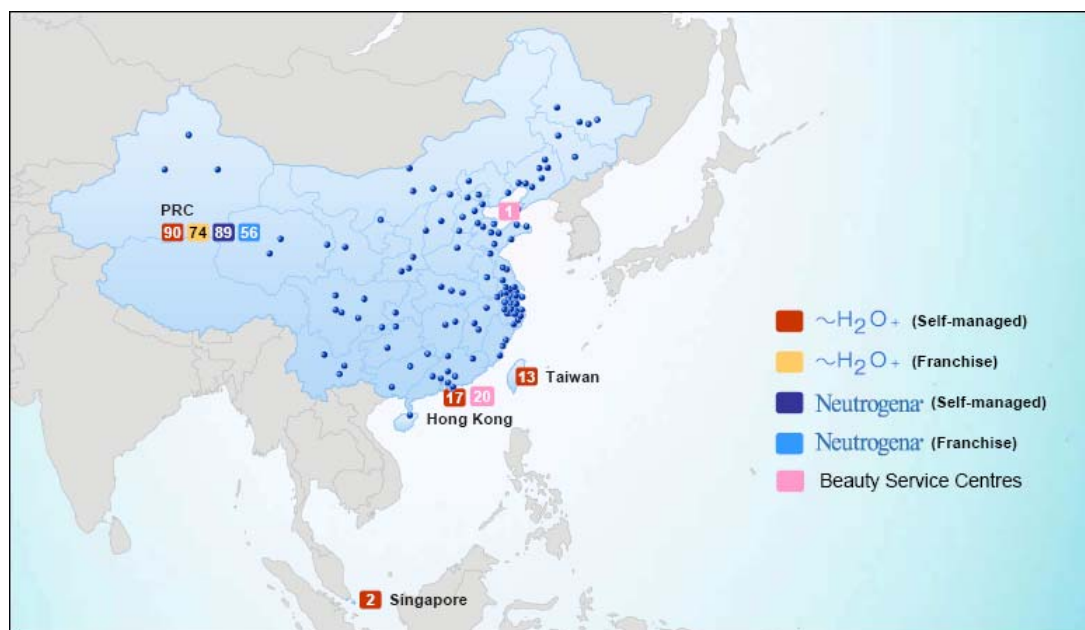 1
PRC
90 74 89 56
~H2O+ (Self-managed)
~H2O+ (Franchise)
13 Taiwan
17 20
Hong Kong
Neutrogena (Self-managed)
Neutrogena (Franchise)
Beauty Service Centres
2 Singapore